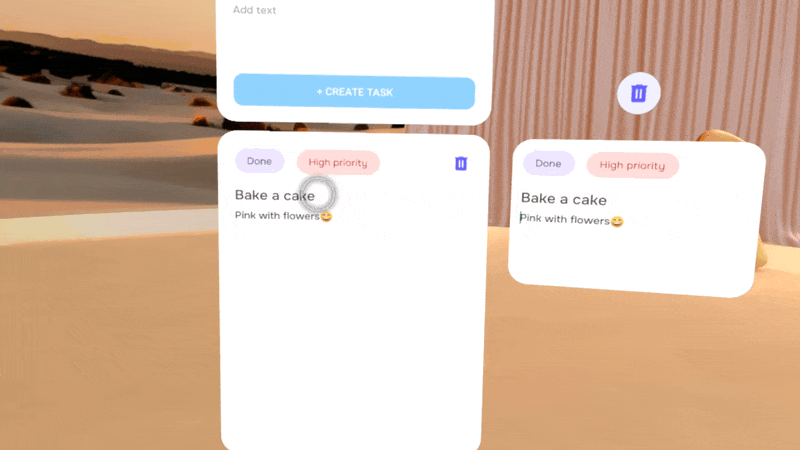 Add text
+ CREATE TASK
Done
High priority
Bake a cake
Pink with flowers😄
Done
High priority
Bake a cake
Pink with flowers😄